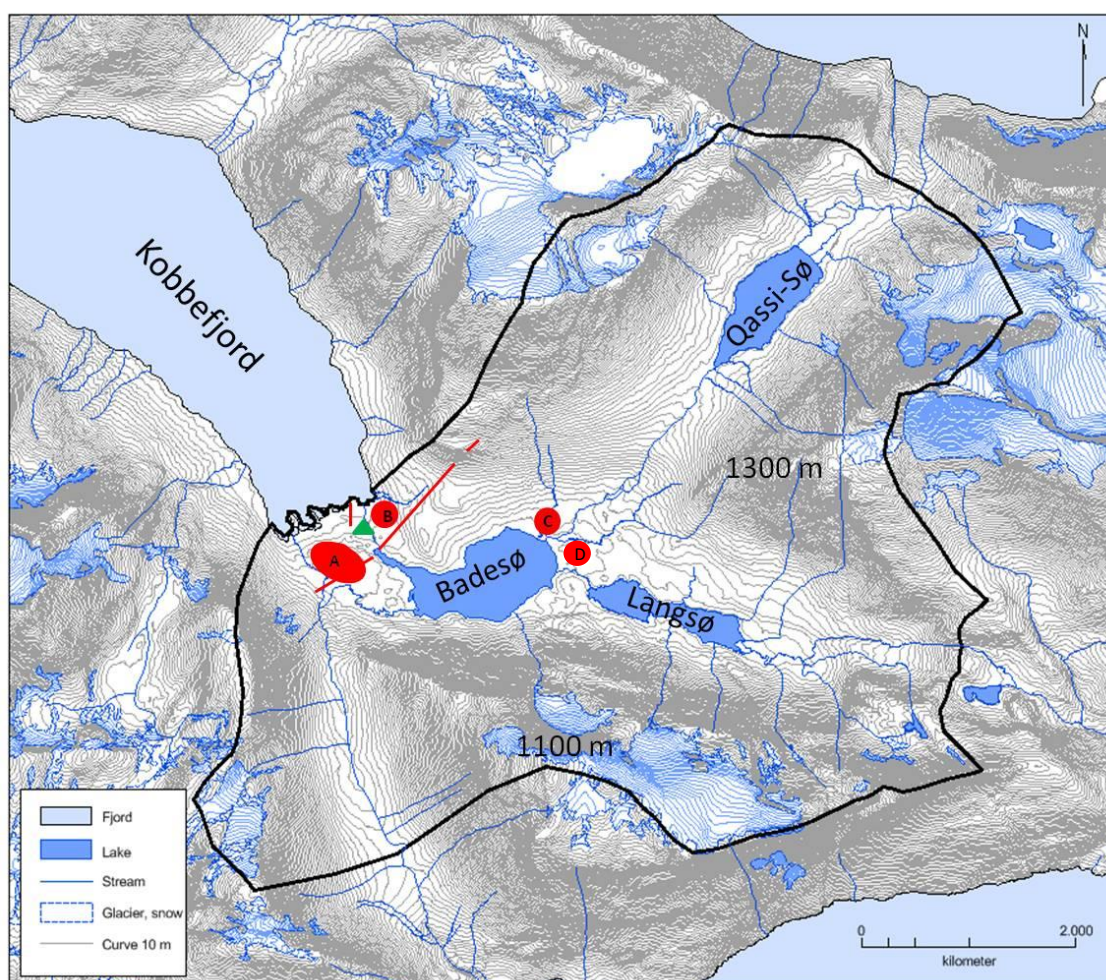 N
Kobbefjord
Qassi-Sø
1300 m
B
C
A
D
Badesø
Langsø
1100 m
Fjord
Lake
Stream
Glacier, snow
Curve 10 m
0 2.000
kilometer